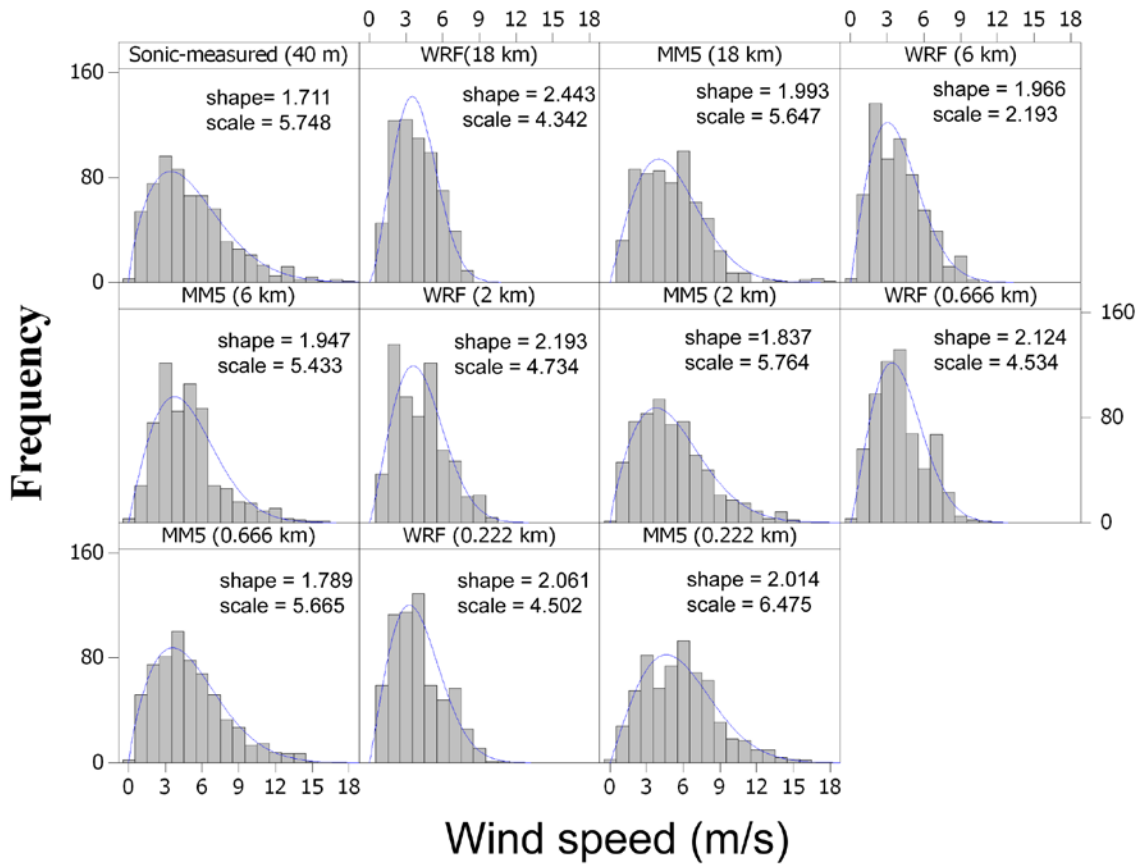 0 3 6 9 12 15 18
0 3 6 9 12 15 18
Sonic-measured (40 m)
WRF(18 km)
MM5 (18 km)
WRF (6 km)
160
80
0
shape= 1.711
scale = 5.748
shape = 2.443
scale = 4.342
shape = 1.993
scale = 5.647
shape = 1.966
scale = 2.193
MM5 (6 km)
WRF (2 km)
MM5 (2 km)
WRF (0.666 km)
shape = 1.947
scale = 5.433
shape = 2.193
scale = 4.734
shape =1.837
scale = 5.764
shape = 2.124
scale = 4.534
160
80
0
Frequency
MM5 (0.666 km)
WRF (0.222 km)
MM5 (0.222 km)
160
80
0
shape = 1.789
scale = 5.665
shape = 2.061
scale = 4.502
shape = 2.014
scale = 6.475
0 3 6 9 12 15 18
0 3 6 9 12 15 18
Wind speed (m/s)